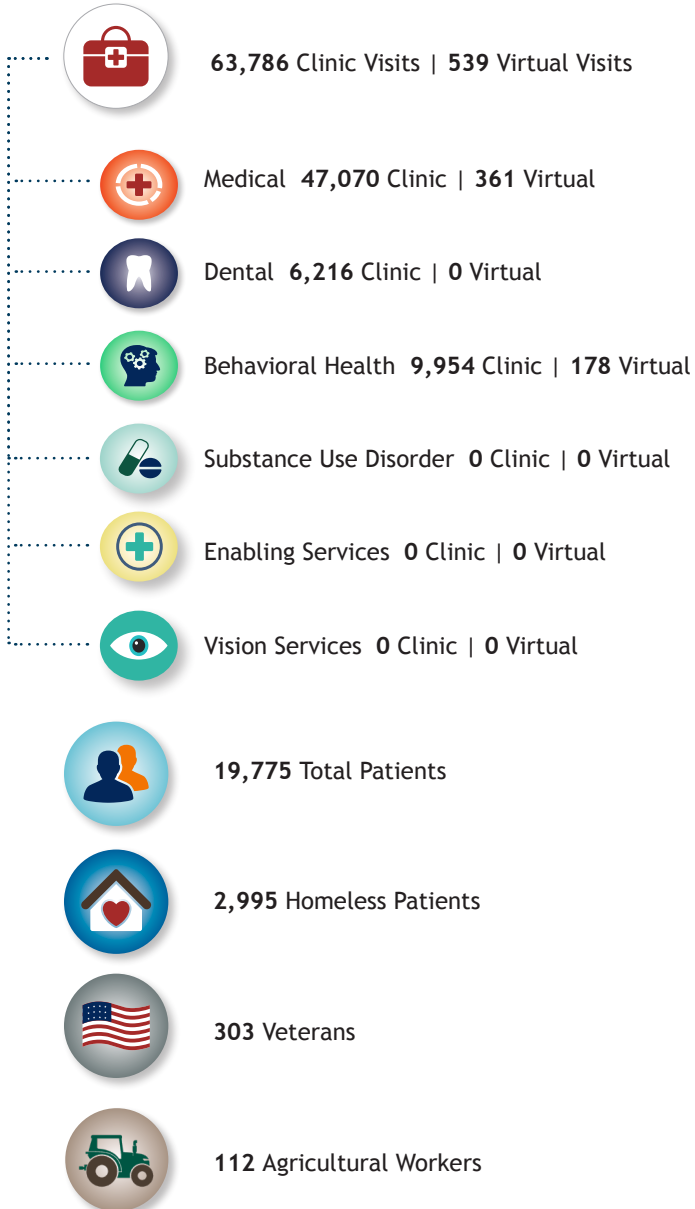 63,786 Clinic Visits | 539 Virtual Visits
Medical 47,070 Clinic | 361 Virtual
Dental 6,216 Clinic | 0 Virtual
Behavioral Health 9,954 Clinic | 178 Virtual
Substance Use Disorder 0 Clinic | 0 Virtual
Enabling Services 0 Clinic | 0 Virtual
Vision Services 0 Clinic | 0 Virtual
19,775 Total Patients
2,995 Homeless Patients
303 Veterans
112 Agricultural Workers